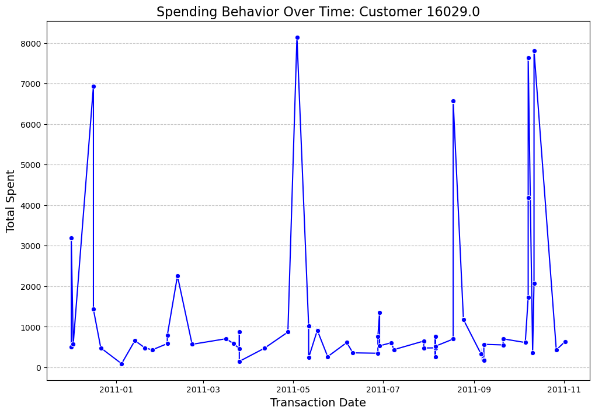 Spending Behavior Over Time: Customer 16029.0
Total Spent
8000
7000
6000
5000
4000
3000
2000
1000
0
2011-01 2011-03 2011-05 2011-07 2011-09 2011-11
Transaction Date